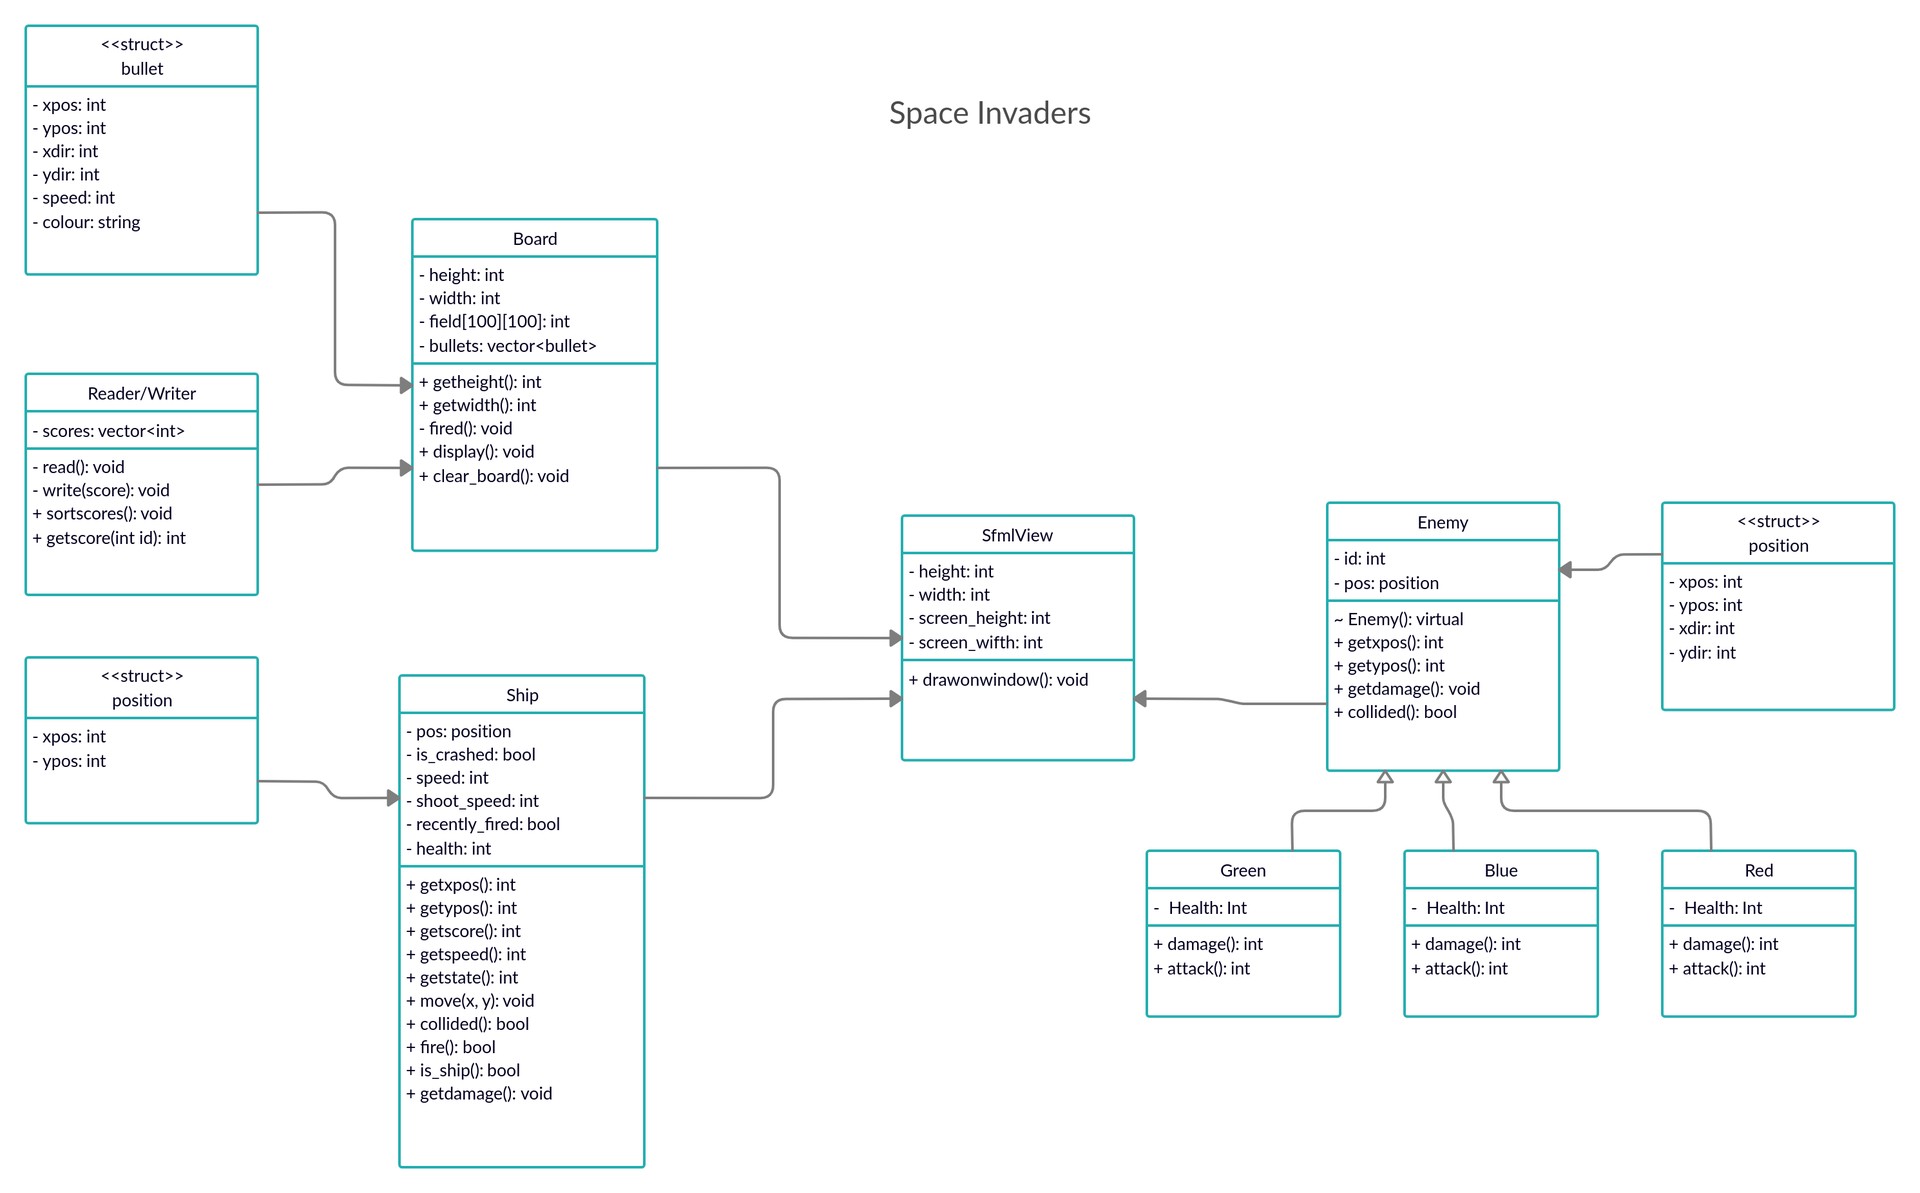 Space Invaders
<<struct>>
bullet
- xpos: int
- ypos: int
- xdir: int
- ydir: int
- speed: int
- colour: string
Reader/Writer
- scores: vector<int>
- read(): void
- write(score): void
+ sortscores(): void
+ getscore(int id): int
<<struct>>
position
- xpos: int
- ypos: int
Board
- height: int
- width: int
- field[100][100]: int
- bullets: vector<bullet>
+ getheight(): int
+ getwidth(): int
- fired(): void
+ display(): void
+ clear_board(): void
Ship
- pos: position
- is_crashed: bool
- speed: int
- shoot_speed: int
- recently_fired: bool
- health: int
+ getxpos(): int
+ getypos(): int
+ getscore(): int
+ getspeed(): int
+ getstate(): int
+ move(x, y): void
+ collided(): bool
+ fire(): bool
+ is_ship(): bool
+ getdamage(): void
SfmlView
- height: int
- width: int
- screen_height: int
- screen_wifth: int
+ drawonwindow(): void
Enemy
- id: int
- pos: position
~ Enemy(): virtual
+ getxpos(): int
+ getypos(): int
+ getdamage(): void
+ collided(): bool
<<struct>>
position
- xpos: int
- ypos: int
- xdir: int
- ydir: int
Green
- Health: Int
+ damage(): int
+ attack(): int
Blue
- Health: Int
+ damage(): int
+ attack(): int
Red
- Health: Int
+ damage(): int
+ attack(): int